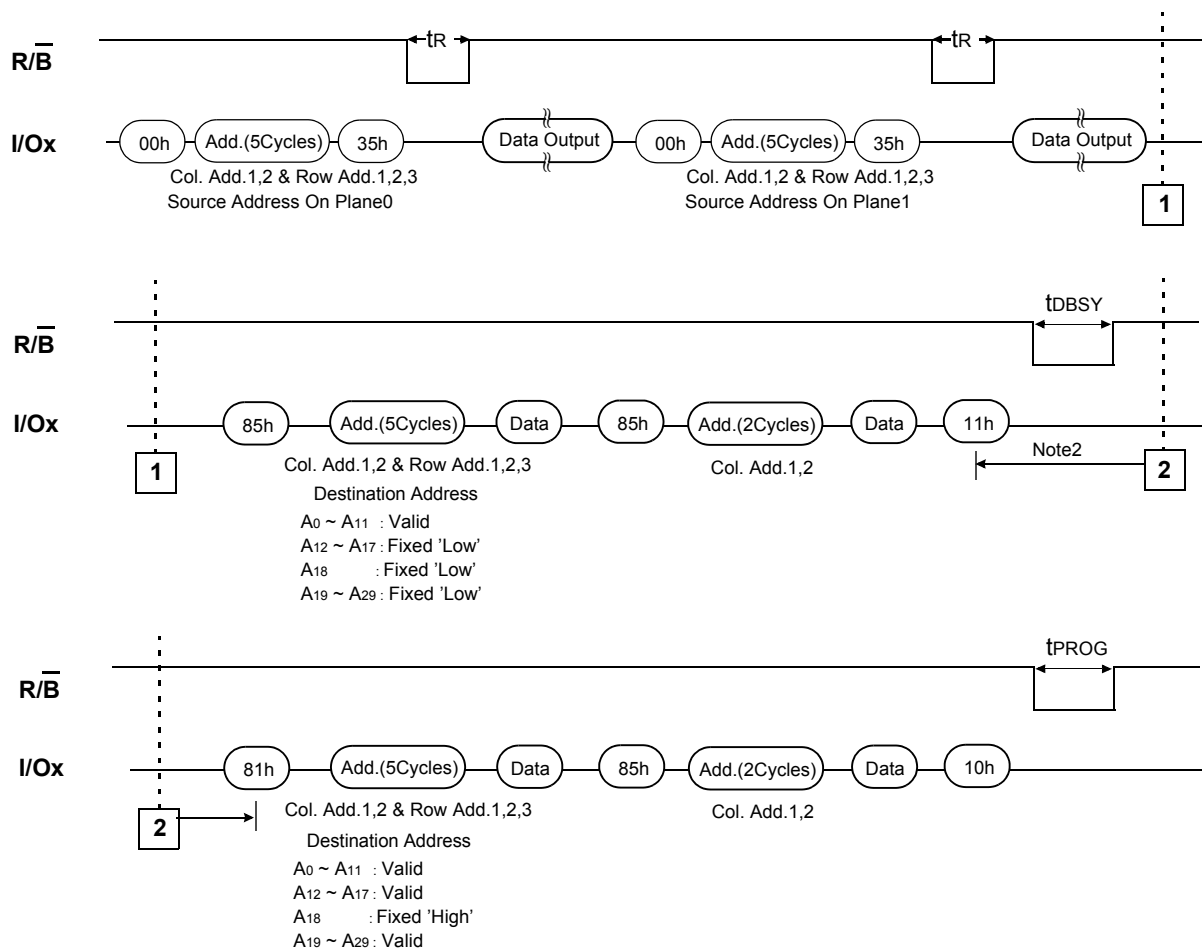 tR tR
R/B
I/Ox 00h Add.(5Cycles) 35h Data Output 00h Add.(5Cycles) 35h Data Output
Col. Add.1,2 & Row Add.1,2,3 Col. Add.1,2 & Row Add.1,2,3
Source Address On Plane0 Source Address On Plane1
1
tDBSY
R/B
I/Ox 85h Add.(5Cycles) Data 85h Add.(2Cycles) Data 11h
Note2
1 Col. Add.1,2 & Row Add.1,2,3 Col. Add.1,2 2
Destination Address
A0 ~ A11 : Valid
A12 ~ A17 : Fixed 'Low'
A18 : Fixed 'Low'
A19 ~ A29 : Fixed 'Low'
tPROG
R/B
I/Ox 81h Add.(5Cycles) Data 85h Add.(2Cycles) Data 10h
2 Col. Add.1,2 & Row Add.1,2,3 Col. Add.1,2
Destination Address
A0 ~ A11 : Valid
A12 ~ A17 : Valid
A18 : Fixed 'High'
A19 ~ A29 : Valid